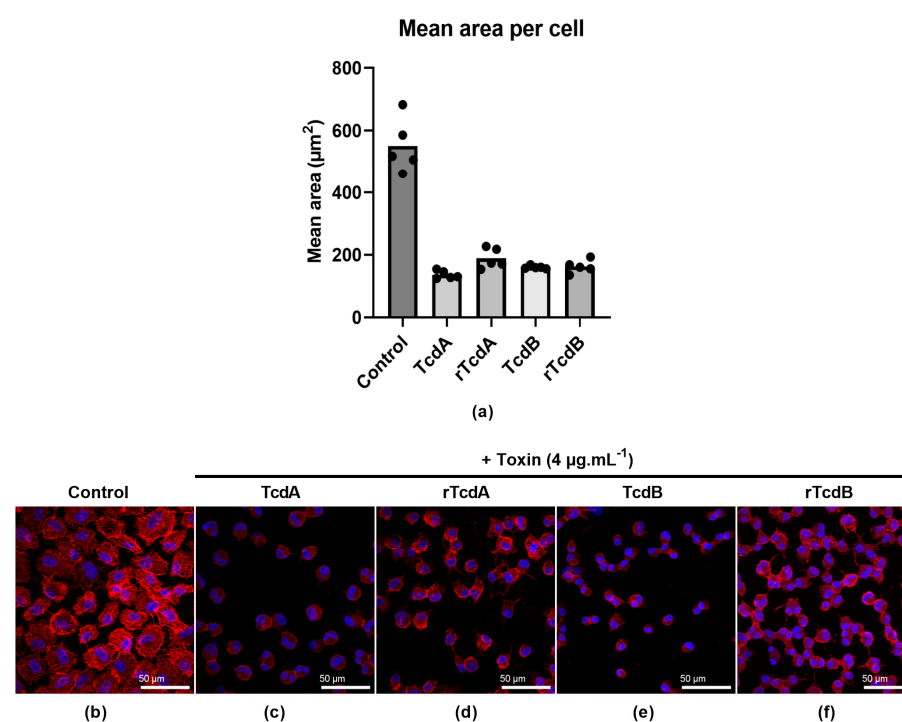 Mean area per cell
Mean area (µm²)
800
600
400
200
0
Control
TcdA
rTcdA
TcdB
rTcdB
(a)
+ Toxin (4 µg.mL⁻¹)
Control TcdA rTcdA TcdB rTcdB
50 µm 50 µm 50 µm 50 µm 50 µm
(b) (c) (d) (e) (f)